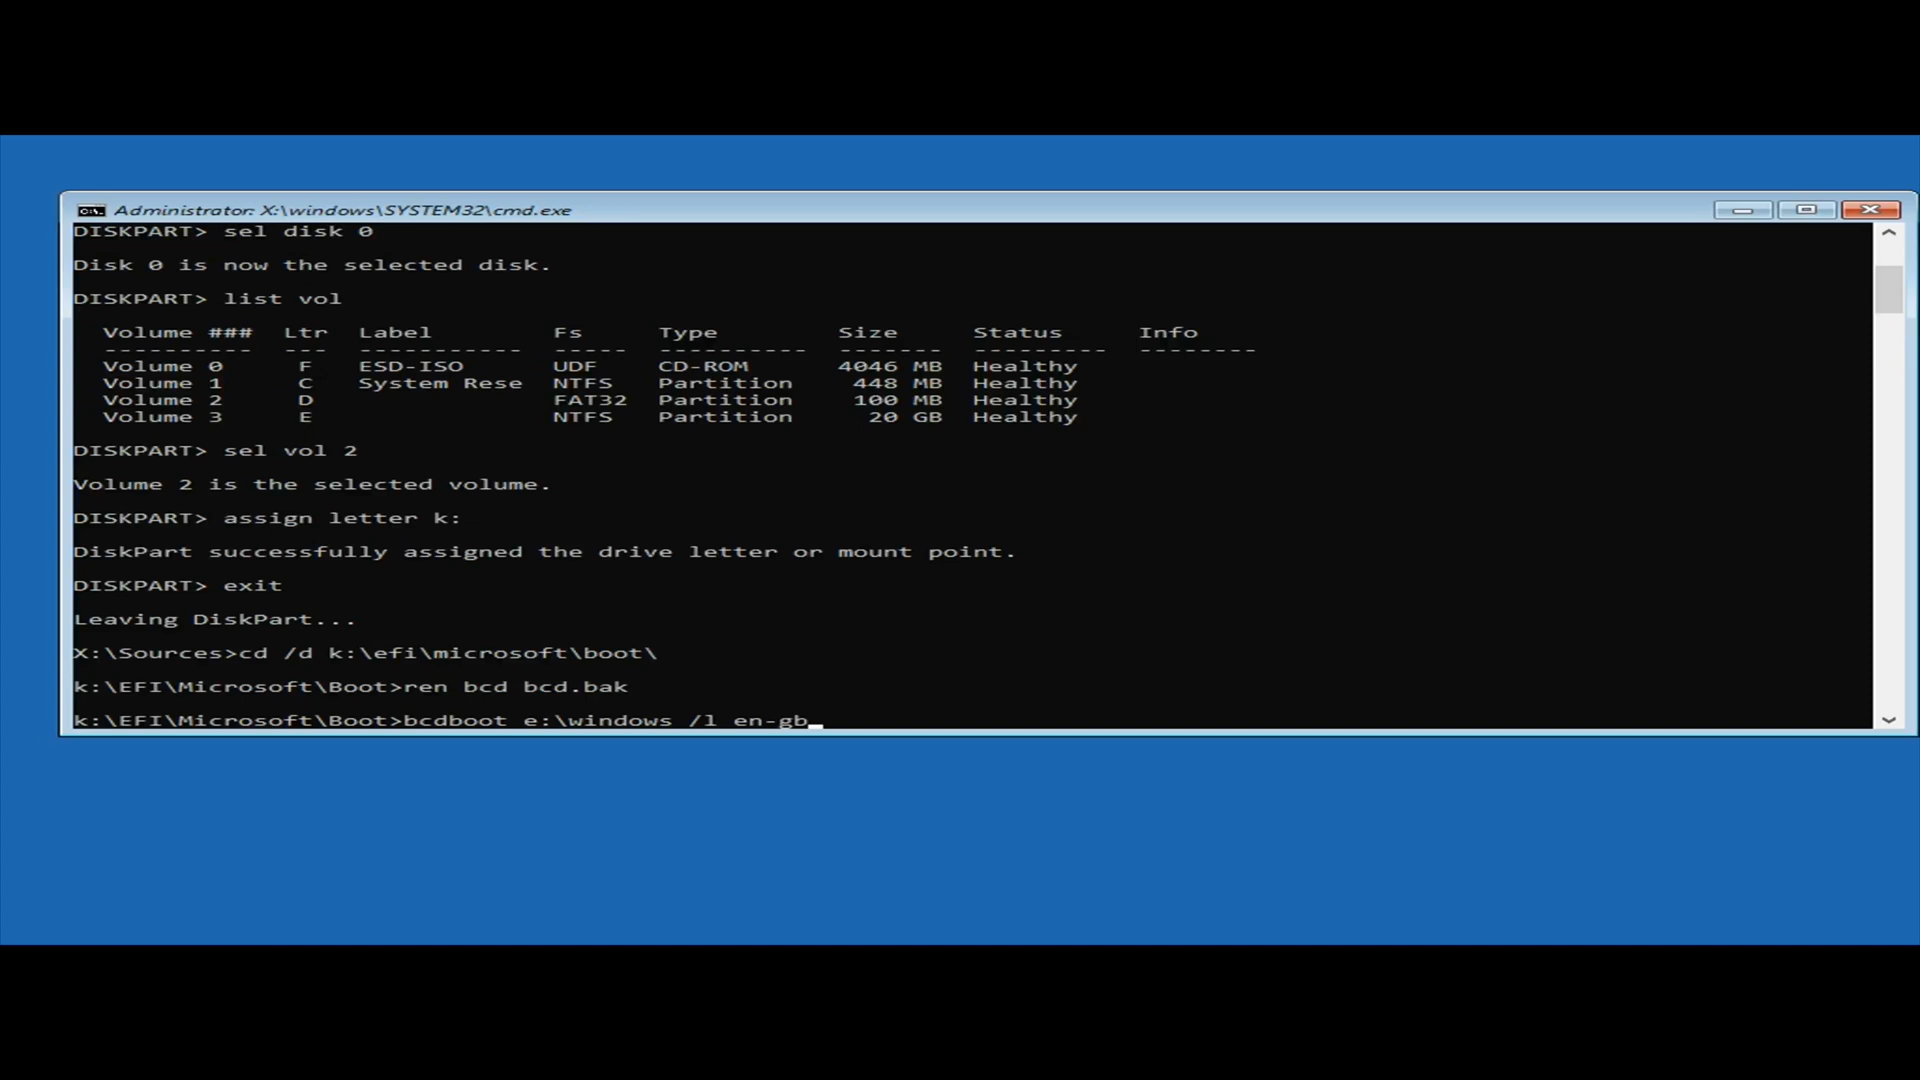 Administrator: X:\windows\SYSTEM32\cmd.exe
DISKPART> sel disk 0
Disk 0 is now the selected disk.
DISKPART> list vol
Volume ###  Ltr  Label        Fs     Type        Size     Status     Info
----------  ---  -----------  -----  ----------  -------  ---------  --------
Volume 0     F   ESD-ISO      UDF    CD-ROM      4046 MB  Healthy
Volume 1     C   System Rese  NTFS   Partition    448 MB  Healthy
Volume 2     D                FAT32  Partition    100 MB  Healthy
Volume 3     E                NTFS   Partition     20 GB  Healthy
DISKPART> sel vol 2
Volume 2 is the selected volume.
DISKPART> assign letter k:
DiskPart successfully assigned the drive letter or mount point.
DISKPART> exit
Leaving DiskPart...
X:\Sources>cd /d k:\efi\microsoft\boot\
k:\EFI\Microsoft\Boot>ren bcd bcd.bak
k:\EFI\Microsoft\Boot>bcdboot e:\windows /l en-gb_